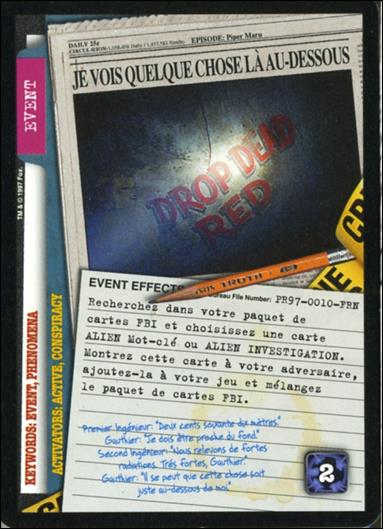 DAILY 25¢
EPISODE: Piper Maru
JE VOIS QUELQUE CHOSE LÀ AU-DESSOUS
EVENT
TM & © 1997 Fox
DROP DEAD
RED
KEYWORDS: EVENT, PHENOMENA
ACTIVATORS: ACTIVE, CONSPIRACY
TRUTH
EVENT EFFECTS
Bureau File Number: PR97-0010-FRN
Recherchez dans votre paquet de
cartes FBI et choisissez une carte
ALIEN Mot-clé ou ALIEN INVESTIGATION.
Montrez cette carte à votre adversaire,
ajoutez-la à votre jeu et mélangez
le paquet de cartes FBI.
Premier Ingénieur: "Deux cents soixante dix mètres."
Gauthier: "Je dois être proche du fond."
Second Ingénieur: "Nous relevons de fortes
radiations. Trés fortes, Gauthier."
Gauthier: "Il se peut que cette chose soit
juste au-dessous de moi"
2